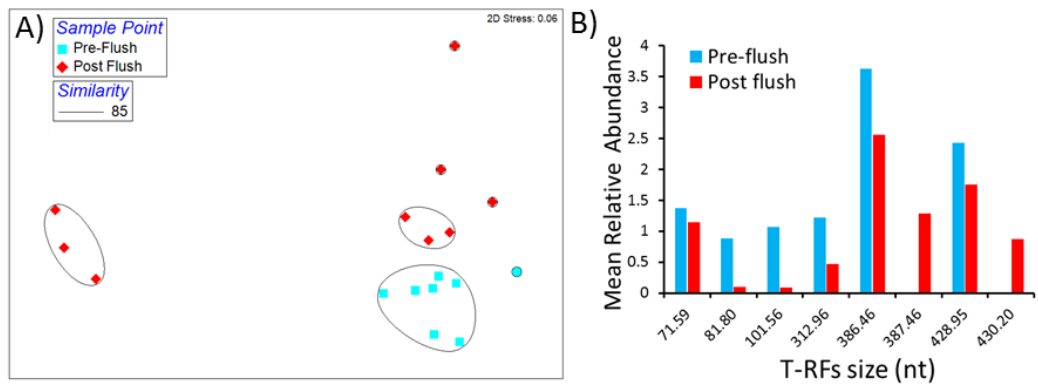 A)
2D Stress: 0.06
Sample Point
Pre-Flush
Post Flush
Similarity
85
B)
Mean Relative Abundance
4
3.5
3
2.5
2
1.5
1
0.5
0
Pre-flush
Post flush
71.59 81.80 101.56 312.96 386.46 387.46 428.95 430.20
T-RFs size (nt)